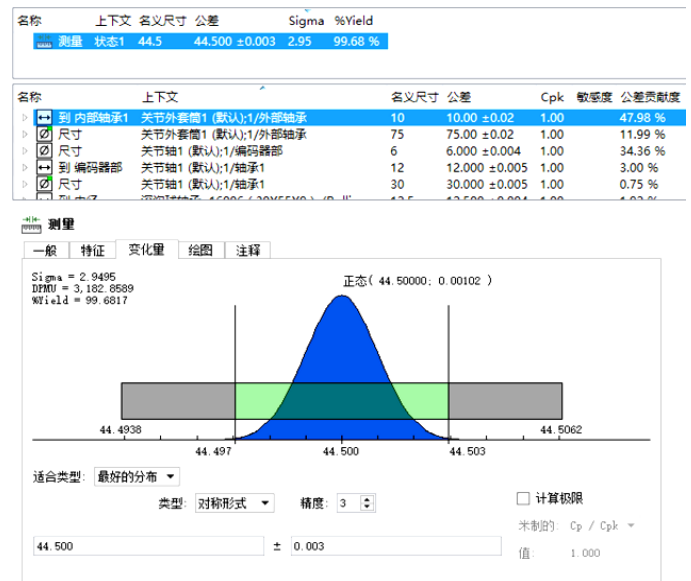 名称 上下文 名义尺寸 公差 Sigma %Yield
测量 状态1 44.5 44.500 ±0.003 2.95 99.68 %
名称 上下文 名义尺寸 公差 Cpk 敏感度 公差贡献度
到 内部轴承1 关节外套筒1 (默认);1/外部轴承 10 10.00 ±0.02 1.00 47.98 %
尺寸 关节外套筒1 (默认);1/外部轴承 75 75.00 ±0.02 1.00 11.99 %
尺寸 关节轴1 (默认);1/编码器部 6 6.000 ±0.004 1.00 34.36 %
到 编码器部 关节轴1 (默认);1/轴承1 12 12.000 ±0.005 1.00 3.00 %
尺寸 关节轴1 (默认);1/轴承1 30 30.000 ±0.005 1.00 0.75 %
测量
一般 特征 变化量 绘图 注释
Sigma = 2.9495
DPMU = 3,182.8589
%Yield = 99.6817
正态( 44.50000; 0.00102 )
44.4938 44.5062
44.497 44.500 44.503
适合类型: 最好的分布
类型: 对称形式 精度: 3 计算极限
米制的: Cp / Cpk
44.500 ± 0.003
值: 1.000